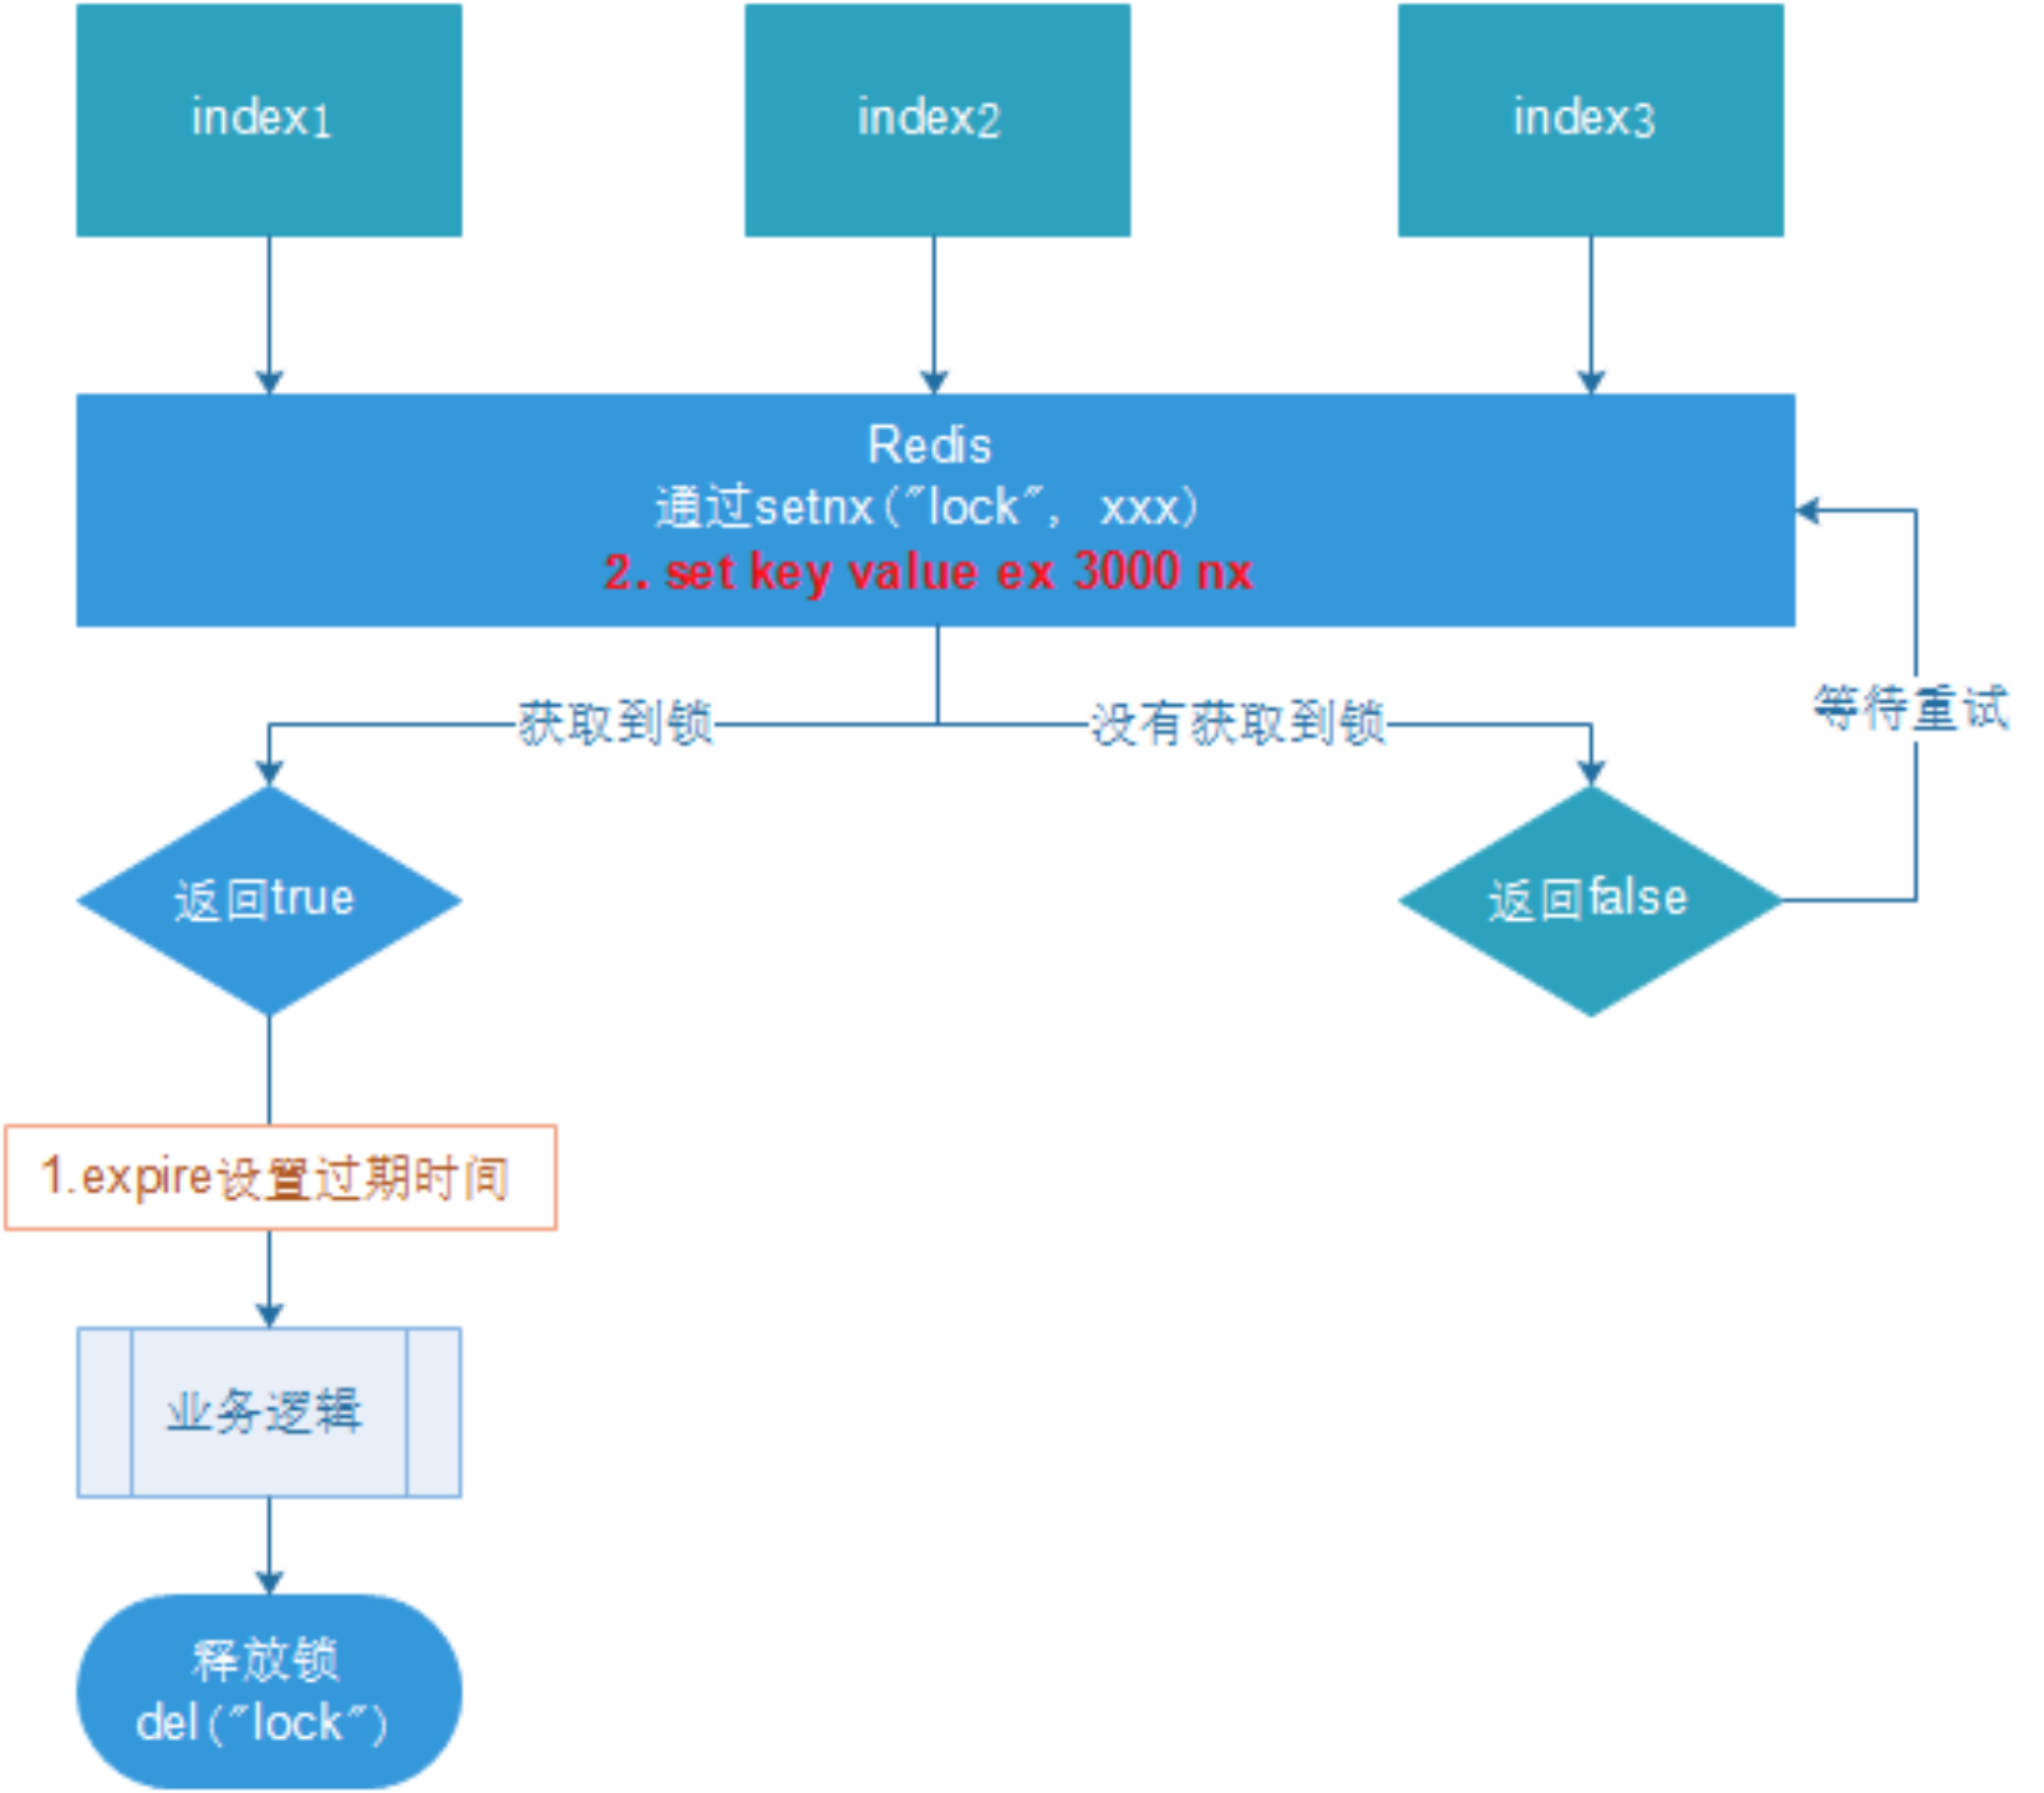 index1
index2
index3
Redis
通过setnx("lock", xxx)
2. set key value ex 3000 nx
获取到锁
没有获取到锁
等待重试
返回true
返回false
1.expire设置过期时间
业务逻辑
释放锁
del("lock")